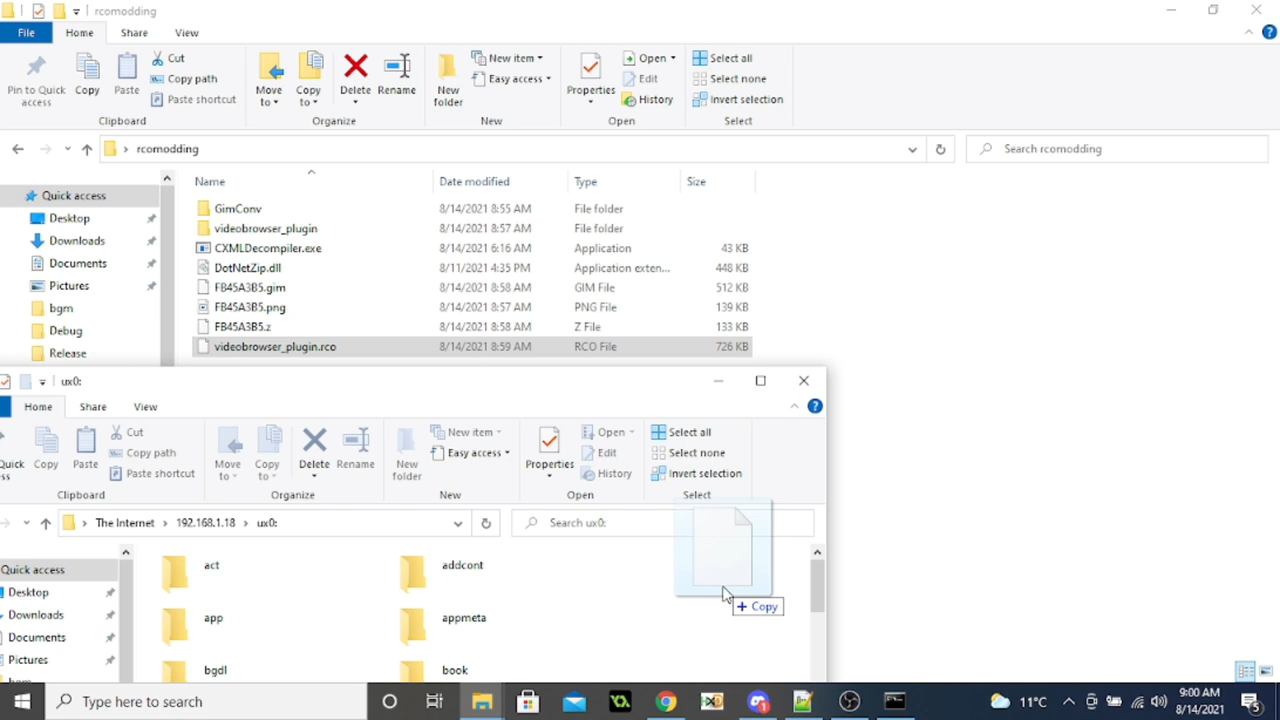 rcomodding
File Home Share View
Pin to Quick access
Copy
Paste
Cut
Copy path
Paste shortcut
Clipboard
Move to
Copy to
Delete
Rename
Organize
New folder
New item
Easy access
New
Properties
Open
Edit
History
Open
Select all
Select none
Invert selection
Select
rcomodding
Search rcomodding
Name Date modified Type Size
Quick access
Desktop
Downloads
Documents
Pictures
bgm
Debug
Release
GimConv 8/14/2021 8:55 AM File folder
videobrowser_plugin 8/14/2021 8:57 AM File folder
CXMLDecompiler.exe 8/14/2021 6:16 AM Application 43 KB
DotNetZip.dll 8/11/2021 4:35 PM Application exten... 448 KB
FB45A3B5.gim 8/14/2021 8:58 AM GIM File 512 KB
FB45A3B5.png 8/14/2021 8:57 AM PNG File 139 KB
FB45A3B5.z 8/14/2021 8:58 AM Z File 133 KB
videobrowser_plugin.rco 8/14/2021 8:59 AM RCO File 726 KB
ux0:
Home Share View
Quick
ss
Copy
Paste
Cut
Copy path
Paste shortcut
Clipboard
Move to
Copy to
Delete
Rename
Organize
New folder
New item
Easy access
New
Properties
Open
Edit
History
Open
Select all
Select none
Invert selection
Select
The Internet 192.168.1.18 ux0:
Search ux0:
Quick access
Desktop
Downloads
Documents
Pictures
act addcont
app appmeta
bgdl book
+ Copy
Type here to search
11°C
9:00 AM
8/14/2021
5